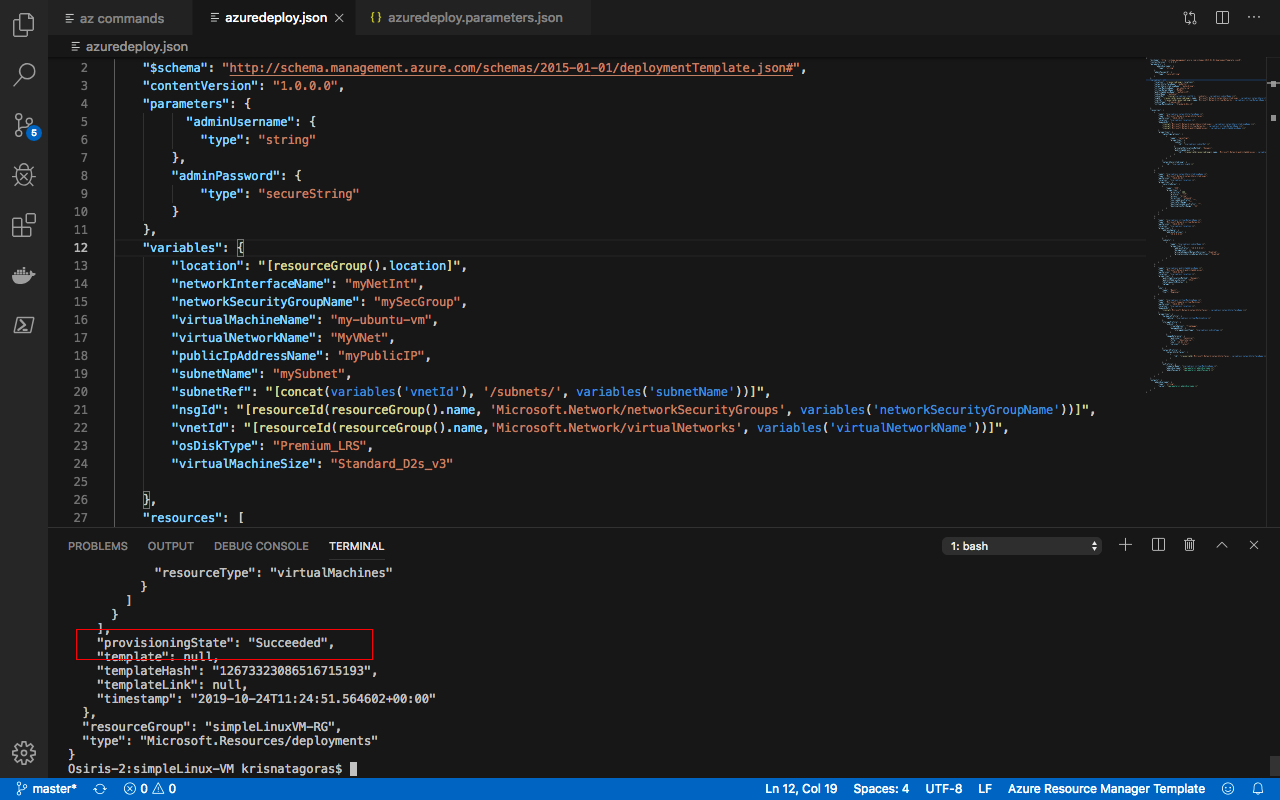 az commands
azuredeploy.json
{} azuredeploy.parameters.json
azuredeploy.json
2 "$schema": "http://schema.management.azure.com/schemas/2015-01-01/deploymentTemplate.json#",
3 "contentVersion": "1.0.0.0",
4 "parameters": {
5 "adminUsername": {
6 "type": "string"
7 },
8 "adminPassword": {
9 "type": "secureString"
10 }
11 },
12 "variables": {
13 "location": "[resourceGroup().location]",
14 "networkInterfaceName": "myNetInt",
15 "networkSecurityGroupName": "mySecGroup",
16 "virtualMachineName": "my-ubuntu-vm",
17 "virtualNetworkName": "MyVNet",
18 "publicIpAddressName": "myPublicIP",
19 "subnetName": "mySubnet",
20 "subnetRef": "[concat(variables('vnetId'), '/subnets/', variables('subnetName'))]",
21 "nsgId": "[resourceId(resourceGroup().name, 'Microsoft.Network/networkSecurityGroups', variables('networkSecurityGroupName'))]",
22 "vnetId": "[resourceId(resourceGroup().name,'Microsoft.Network/virtualNetworks', variables('virtualNetworkName'))]",
23 "osDiskType": "Premium_LRS",
24 "virtualMachineSize": "Standard_D2s_v3"
25
26 },
27 "resources": [
5
PROBLEMS OUTPUT DEBUG CONSOLE TERMINAL 1: bash
"resourceType": "virtualMachines"
}
]
}
],
"provisioningState": "Succeeded",
"template": null,
"templateHash": "12673323086516715193",
"templateLink": null,
"timestamp": "2019-10-24T11:24:51.564602+00:00"
},
"resourceGroup": "simpleLinuxVM-RG",
"type": "Microsoft.Resources/deployments"
}
Osiris-2:simpleLinux-VM krisnatagoras$
master* 0 0 Ln 12, Col 19 Spaces: 4 UTF-8 LF Azure Resource Manager Template